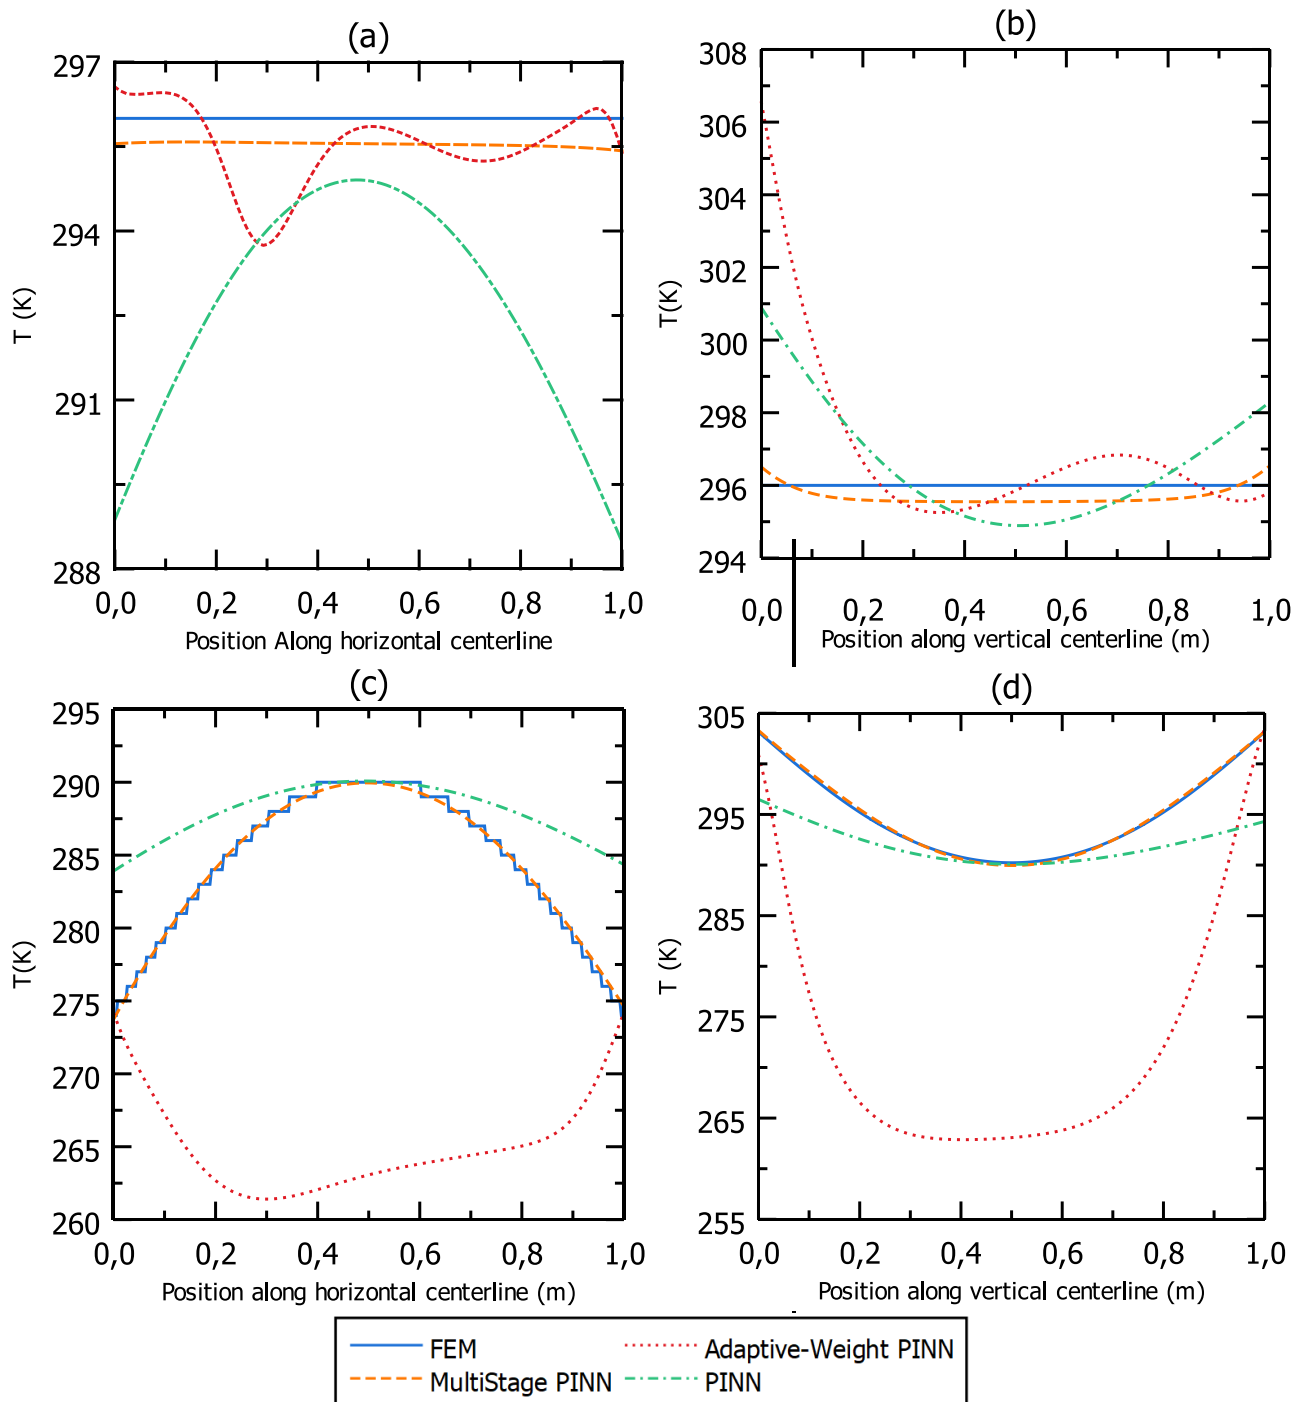 (a)
297
294
291
288
T (K)
0,0 0,2 0,4 0,6 0,8 1,0
Position Along horizontal centerline
(b)
308
306
304
302
300
298
296
294
T(K)
0,0 0,2 0,4 0,6 0,8 1,0
Position along vertical centerline (m)
(c)
295
290
285
280
275
270
265
260
T(K)
0,0 0,2 0,4 0,6 0,8 1,0
Position along horizontal centerline (m)
(d)
305
295
285
275
265
255
T (K)
0,0 0,2 0,4 0,6 0,8 1,0
Position along vertical centerline (m)
FEM
Adaptive-Weight PINN
MultiStage PINN
PINN